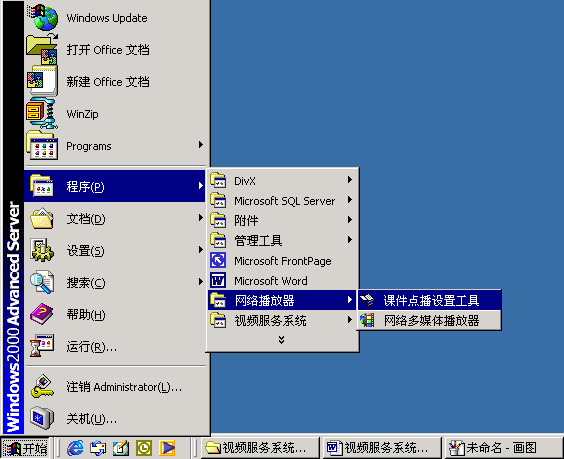 Windows Update
打开 Office 文档
新建 Office 文档
WinZip
Programs
程序(P)
文档(D)
设置(S)
搜索(C)
帮助(H)
运行(R)...
注销 Administrator(L)...
关机(U)...
Windows2000 Advanced Server
DivX
Microsoft SQL Server
附件
管理工具
Microsoft FrontPage
Microsoft Word
网络播放器
视频服务系统
课件点播设置工具
网络多媒体播放器
开始
视频服务系统...
视频服务系统...
未命名 - 画图